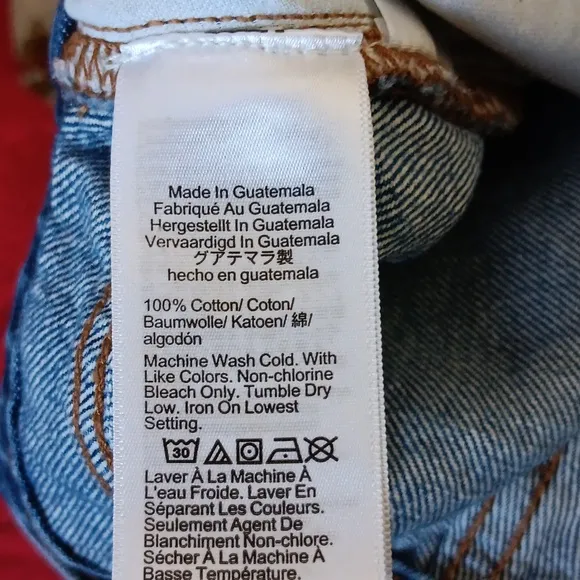 Made In Guatemala
Fabriqué Au Guatemala
Hergestellt In Guatemala
Vervaardigd In Guatemala
グアテマラ製
hecho en guatemala
100% Cotton/ Coton/
Baumwolle/ Katoen/ 綿/
algodón
Machine Wash Cold. With
Like Colors. Non-chlorine
Bleach Only. Tumble Dry
Low. Iron On Lowest
Setting.
30
Laver À La Machine À
L'eau Froide. Laver En
Séparant Les Couleurs.
Seulement Agent De
Blanchiment Non-chlore.
Sécher À La Machine À
Basse Température.